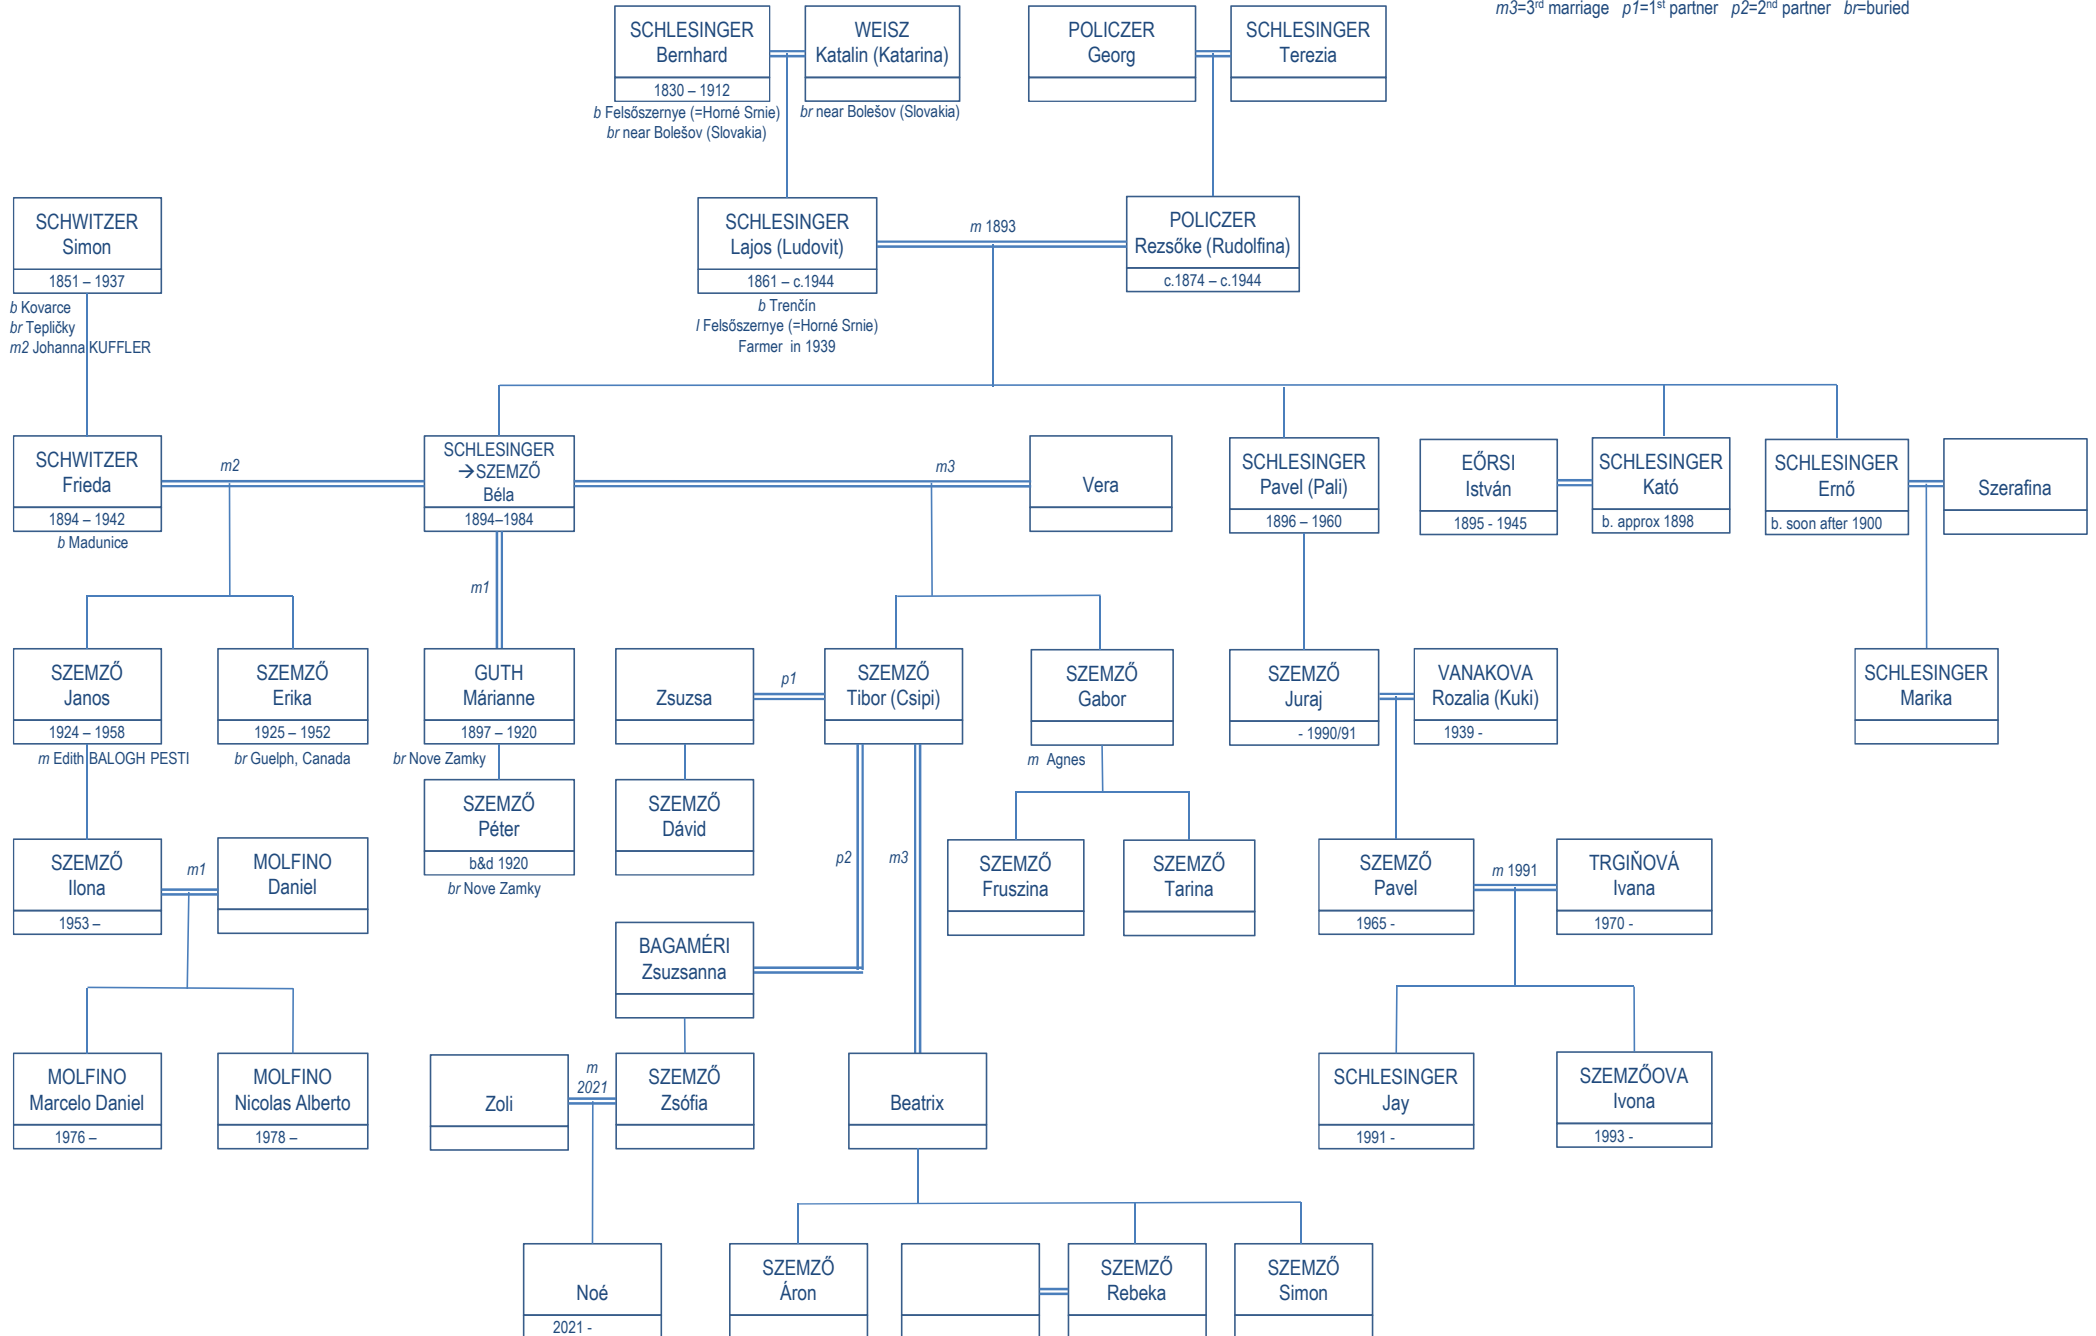 m3=3rd marriage p1=1st partner p2=2nd partner br=buried
SCHLESINGER
Bernhard
1830 – 1912
b Felsőszernye (=Horné Srnie)
br near Bolešov (Slovakia)
WEISZ
Katalin (Katarina)
br near Bolešov (Slovakia)
POLICZER
Georg
SCHLESINGER
Terezia
SCHWITZER
Simon
1851 – 1937
b Kovarce
br Tepličky
m2 Johanna KUFFLER
SCHLESINGER
Lajos (Ludovit)
1861 – c.1944
b Trenčín
l Felsőszernye (=Horné Srnie)
Farmer in 1939
m 1893
POLICZER
Rezsőke (Rudolfina)
c.1874 – c.1944
SCHWITZER
Frieda
1894 – 1942
b Madunice
m2
SCHLESINGER
→SZEMZŐ
Béla
1894–1984
m3
Vera
SCHLESINGER
Pavel (Pali)
1896 – 1960
EŐRSI
István
1895 - 1945
SCHLESINGER
Kató
b. approx 1898
SCHLESINGER
Ernő
b. soon after 1900
Szerafina
m1
SZEMZŐ
Janos
1924 – 1958
m Edith BALOGH PESTI
SZEMZŐ
Erika
1925 – 1952
br Guelph, Canada
GUTH
Márianne
1897 – 1920
br Nove Zamky
Zsuzsa
p1
SZEMZŐ
Tibor (Csipi)
SZEMZŐ
Gabor
m Agnes
SZEMZŐ
Juraj
- 1990/91
VANAKOVA
Rozalia (Kuki)
1939 -
SCHLESINGER
Marika
SZEMZŐ
Péter
b&d 1920
br Nove Zamky
SZEMZŐ
Dávid
p2
m3
SZEMZŐ
Ilona
1953 –
m1
MOLFINO
Daniel
SZEMZŐ
Fruszina
SZEMZŐ
Tarina
SZEMZŐ
Pavel
1965 -
m 1991
TRGIŇOVÁ
Ivana
1970 -
BAGAMÉRI
Zsuzsanna
MOLFINO
Marcelo Daniel
1976 –
MOLFINO
Nicolas Alberto
1978 –
Zoli
m
2021
SZEMZŐ
Zsófia
Beatrix
SCHLESINGER
Jay
1991 -
SZEMZŐOVA
Ivona
1993 -
Noé
2021 -
SZEMZŐ
Áron
SZEMZŐ
Rebeka
SZEMZŐ
Simon